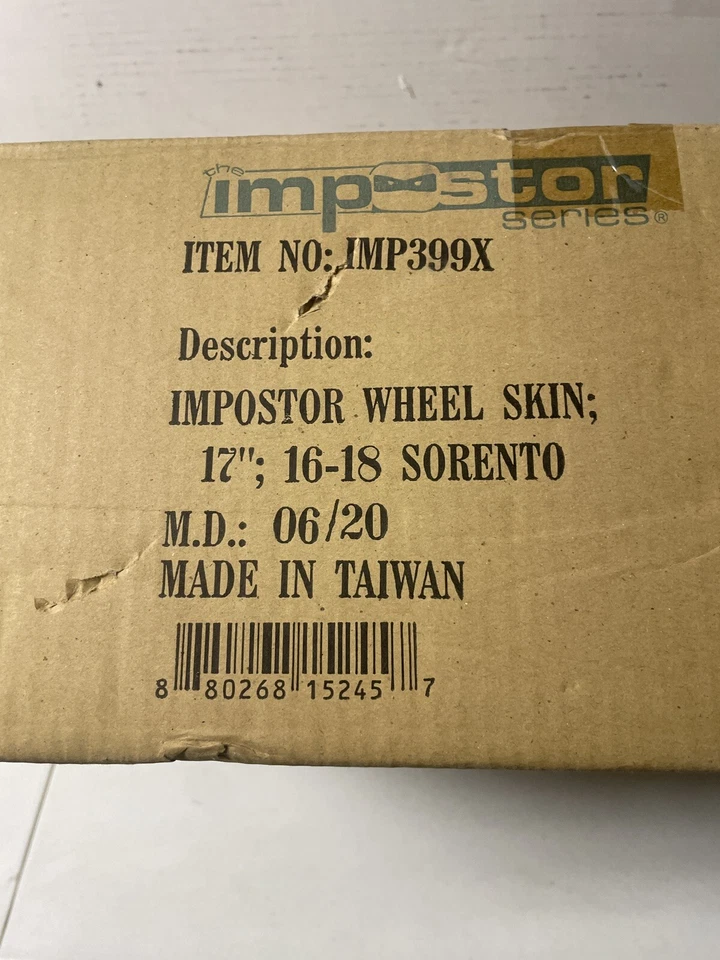 the
impostor
series®
ITEM NO: IMP399X
Description:
IMPOSTOR WHEEL SKIN;
17"; 16-18 SORENTO
M.D.: 06/20
MADE IN TAIWAN
8 80268 15245 7